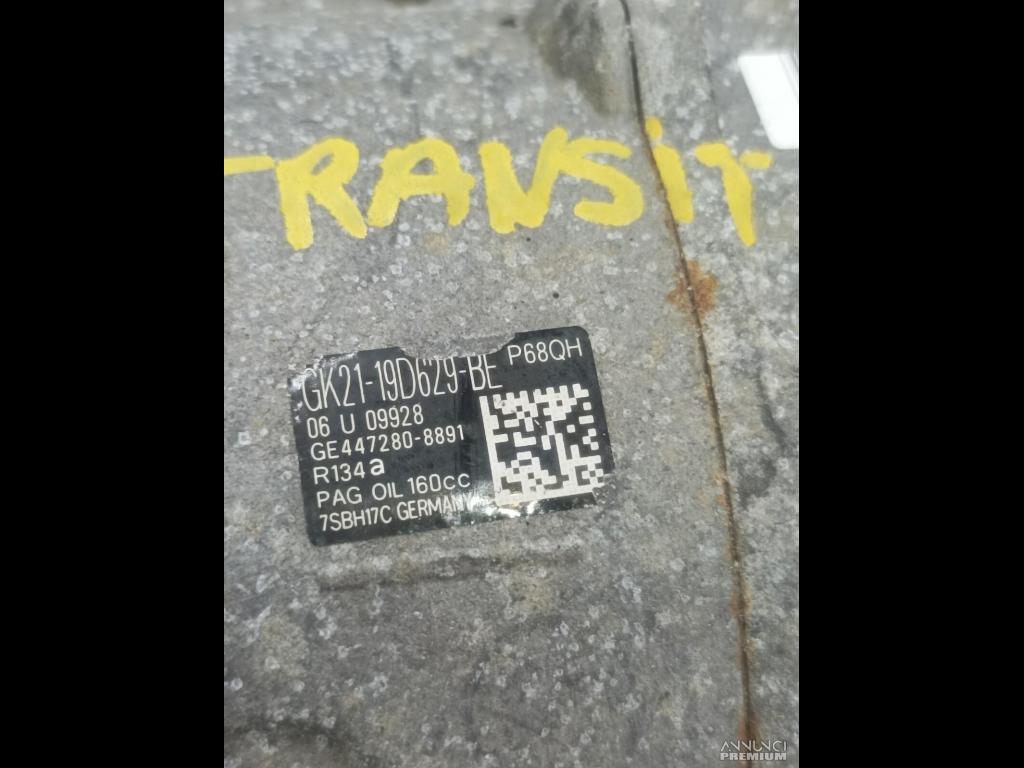 TRANSiT
P68QH
GK21-19D629-BE
06 U 09928
GE447280-8891
R134a
PAG OIL 160cc
7SBH17C GERMANY
ANNUNCI
PREMIUM